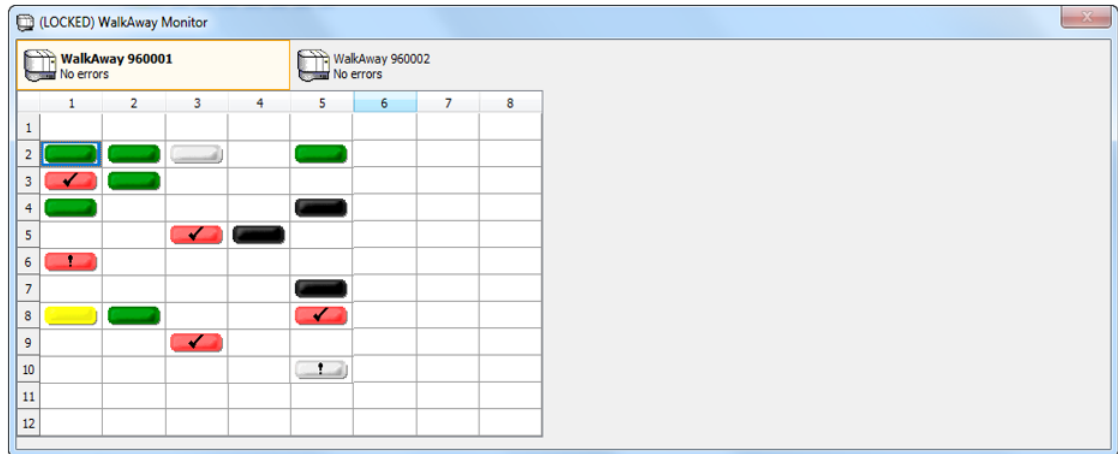 (LOCKED) WalkAway Monitor
WalkAway 960001
No errors
WalkAway 960002
No errors
1 2 3 4 5 6 7 8
1
2
3
4
5
6
7
8
9
10
11
12